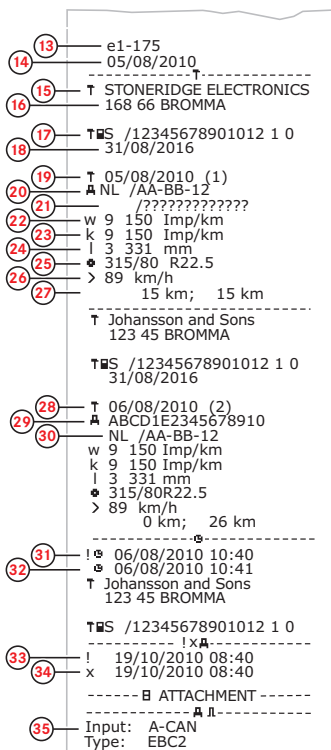 13 e1-175
14 05/08/2010
15 STONERIDGE ELECTRONICS
16 168 66 BROMMA
17 S /12345678901012 1 0
18 31/08/2016
19 05/08/2010 (1)
20 NL /AA-BB-12
21 /?????????????
22 w 9 150 Imp/km
23 k 9 150 Imp/km
24 l 3 331 mm
25 315/80 R22.5
26 > 89 km/h
27 15 km; 15 km
Johansson and Sons
123 45 BROMMA
S /12345678901012 1 0
31/08/2016
28 06/08/2010 (2)
29 ABCD1E2345678910
30 NL /AA-BB-12
w 9 150 Imp/km
k 9 150 Imp/km
l 3 331 mm
315/80R22.5
> 89 km/h
0 km; 26 km
31 ! 06/08/2010 10:40
32 06/08/2010 10:41
Johansson and Sons
123 45 BROMMA
S /12345678901012 1 0
------ !x ------
33 ! 19/10/2010 08:40
34 x 19/10/2010 08:40
------ ATTACHMENT ------
35 Input: A-CAN
Type: EBC2